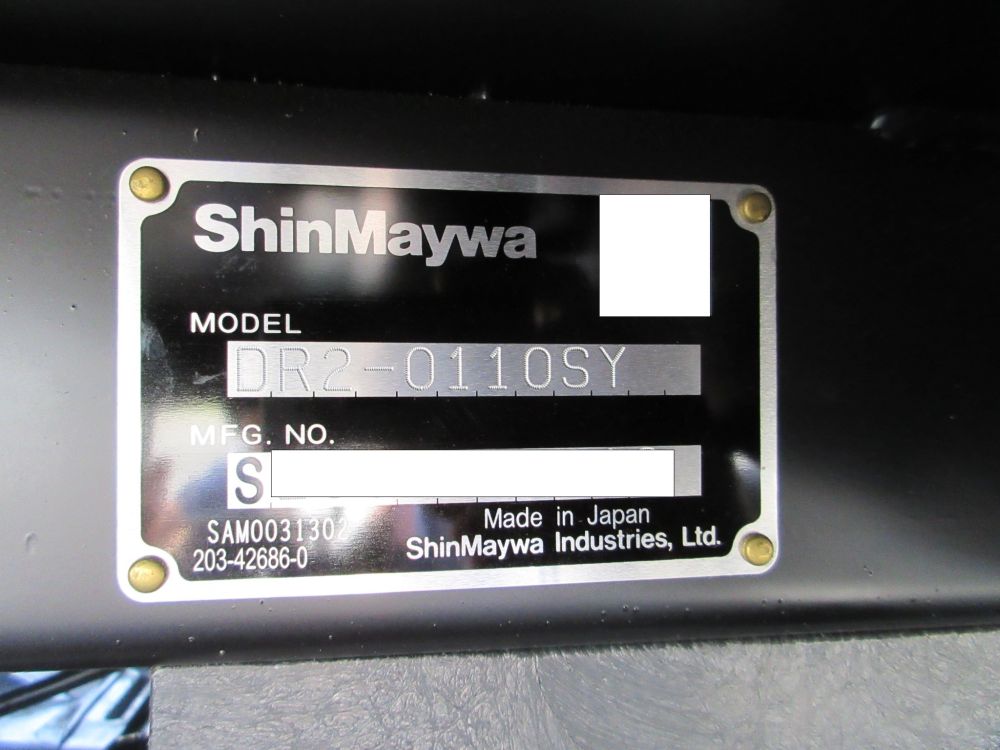 ShinMaywa
MODEL
DR2-0110SY
MFG. NO.
S
SAM0031302
203-42686-0
Made in Japan
ShinMaywa Industries, Ltd.